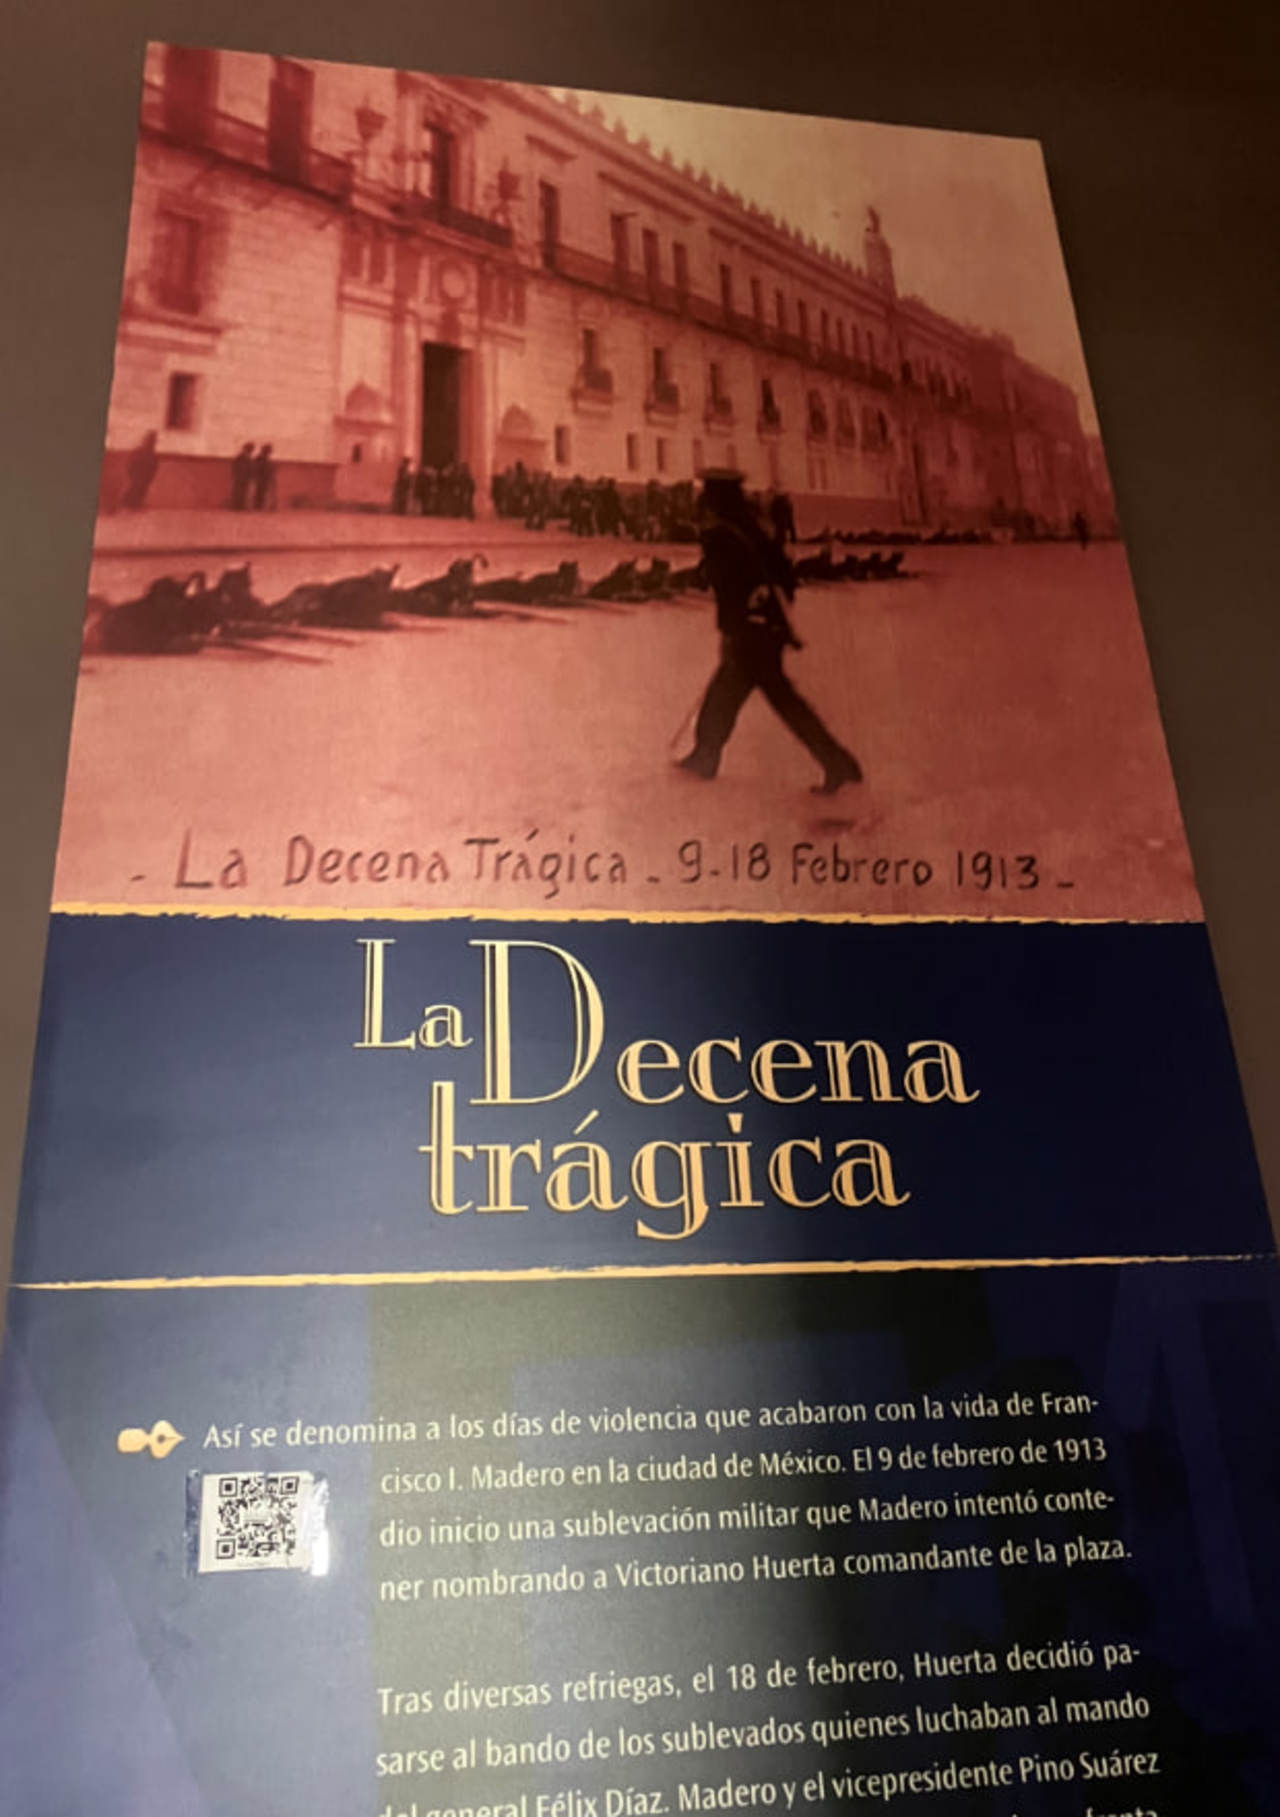 - La Decena Trágica - 9-18 Febrero 1913 -
La Decena
trágica
Así se denomina a los días de violencia que acabaron con la vida de Fran-
cisco I. Madero en la ciudad de México. El 9 de febrero de 1913
dio inicio una sublevación militar que Madero intentó conte-
ner nombrando a Victoriano Huerta comandante de la plaza.
Tras diversas refriegas, el 18 de febrero, Huerta decidió pa-
sarse al bando de los sublevados quienes luchaban al mando
del general Félix Díaz. Madero y el vicepresidente Pino Suárez